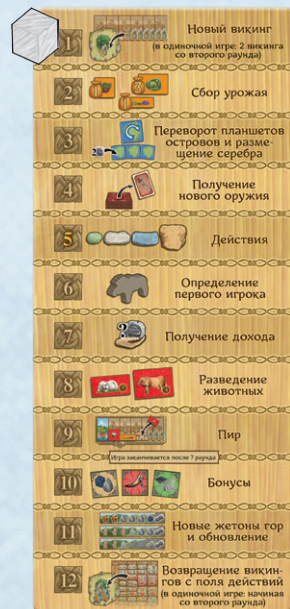 1
Новый викинг
(в одиночной игре: 2 викинга
со второго раунда)
2
Сбор урожая
3
Переворот планшетов
островов и разме-
щение серебра
4
Получение
нового оружия
5
Действия
6
Определение
первого игрока
7
?
Получение дохода
8
Разведение
животных
9
Пир
Игра заканчивается после 7 раунда
10
Бонусы
11
Новые жетоны гор
и обновление
12
Возвращение викин-
гов с поля действий
(в одиночной игре: начиная
со второго раунда)